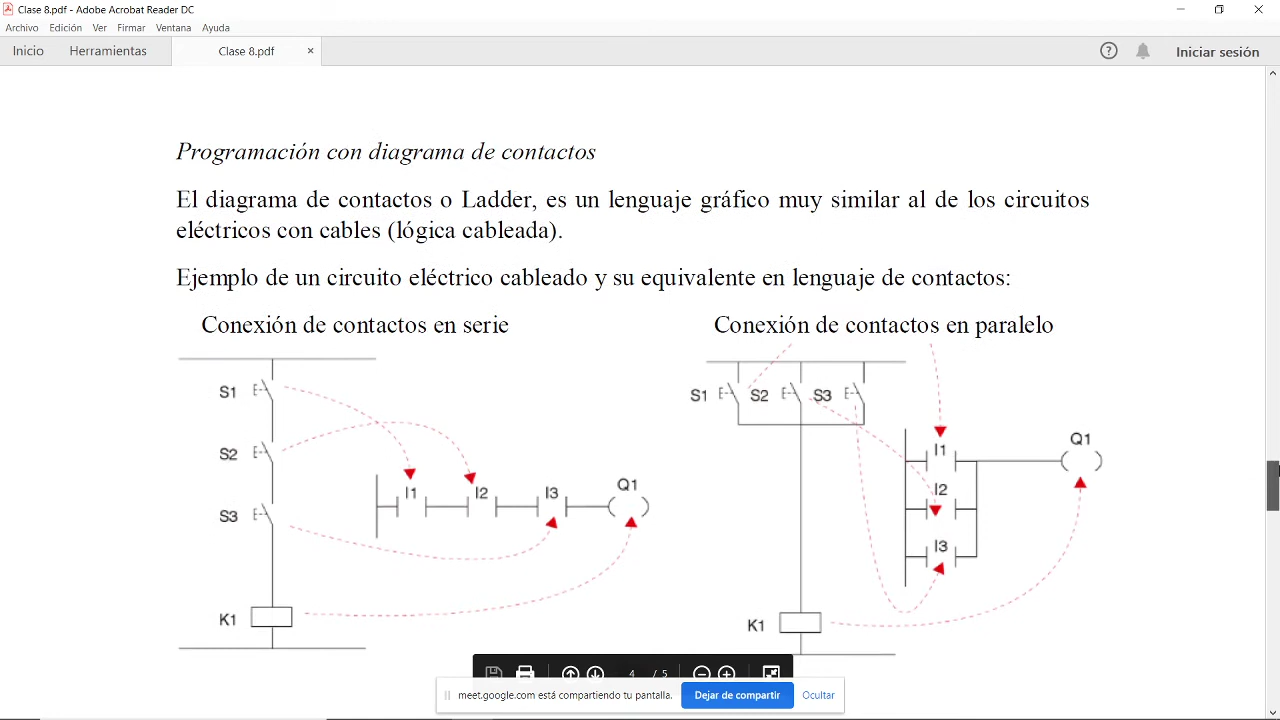 Clase 8.pdf - Adobe Acrobat Reader DC
Archivo Edición Ver Firmar Ventana Ayuda
Inicio Herramientas Clase 8.pdf × Iniciar sesión
Programación con diagrama de contactos
El diagrama de contactos o Ladder, es un lenguaje gráfico muy similar al de los circuitos
eléctricos con cables (lógica cableada).
Ejemplo de un circuito eléctrico cableado y su equivalente en lenguaje de contactos:
Conexión de contactos en serie
S1
S2
S3
K1
I1 I2 I3 Q1
Conexión de contactos en paralelo
S1 S2 S3
I1 Q1
I2
I3
K1
4 / 5
meet.google.com está compartiendo tu pantalla. Dejar de compartir Ocultar